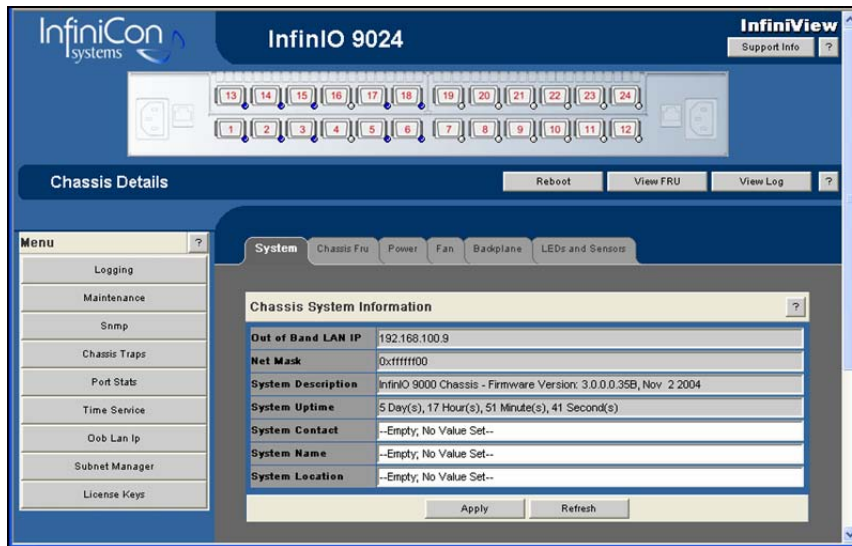 InfiniCon systems
InfinIO 9024
InfiniView
Support Info ?
13 14 15 16 17 18 19 20 21 22 23 24
1 2 3 4 5 6 7 8 9 10 11 12
Chassis Details
Reboot View FRU View Log ?
Menu ?
Logging
Maintenance
Snmp
Chassis Traps
Port Stats
Time Service
Oob Lan Ip
Subnet Manager
License Keys
System Chassis Fru Power Fan Backplane LEDs and Sensors
Chassis System Information ?
Out of Band LAN IP 192.168.100.9
Net Mask 0xffffff00
System Description InfinIO 9000 Chassis - Firmware Version: 3.0.0.0.35B, Nov 2 2004
System Uptime 5 Day(s), 17 Hour(s), 51 Minute(s), 41 Second(s)
System Contact --Empty; No Value Set--
System Name --Empty; No Value Set--
System Location --Empty; No Value Set--
Apply Refresh